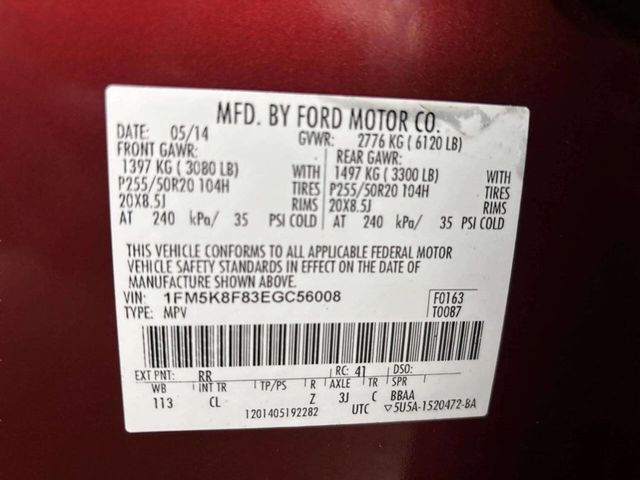 MFD. BY FORD MOTOR CO.
DATE: 05/14 GVWR: 2776 KG ( 6120 LB)
FRONT GAWR: REAR GAWR:
1397 KG ( 3080 LB) WITH 1497 KG ( 3300 LB) WITH
P255/50R20 104H TIRES P255/50R20 104H TIRES
20X8.5J RIMS 20X8.5J RIMS
AT 240 kPa/ 35 PSI COLD AT 240 kPa/ 35 PSI COLD
THIS VEHICLE CONFORMS TO ALL APPLICABLE FEDERAL MOTOR
VEHICLE SAFETY STANDARDS IN EFFECT ON THE DATE OF
MANUFACTURE SHOWN ABOVE.
VIN: 1FM5K8F83EGC56008 F0163
TYPE: MPV T0087
EXT PNT: RR RC: 41 DSO:
WB INT TR TP/PS R AXLE TR SPR
113 CL Z 3J C BBAA
1201405192282 UTC ▽5U5A-1520472-BA